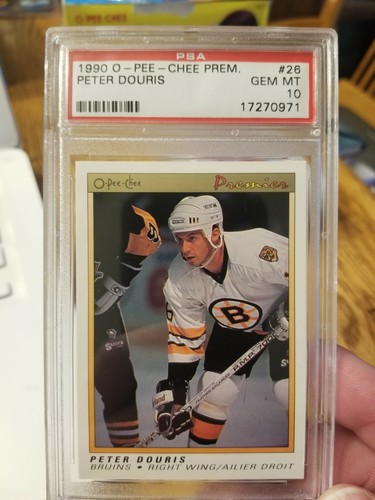 PSA
1990 O-PEE-CHEE PREM. #26
PETER DOURIS GEM MT
10
17270971
O-PEE-CHEE Premier
B
PETER DOURIS
BRUINS • RIGHT WING/AILIER DROIT